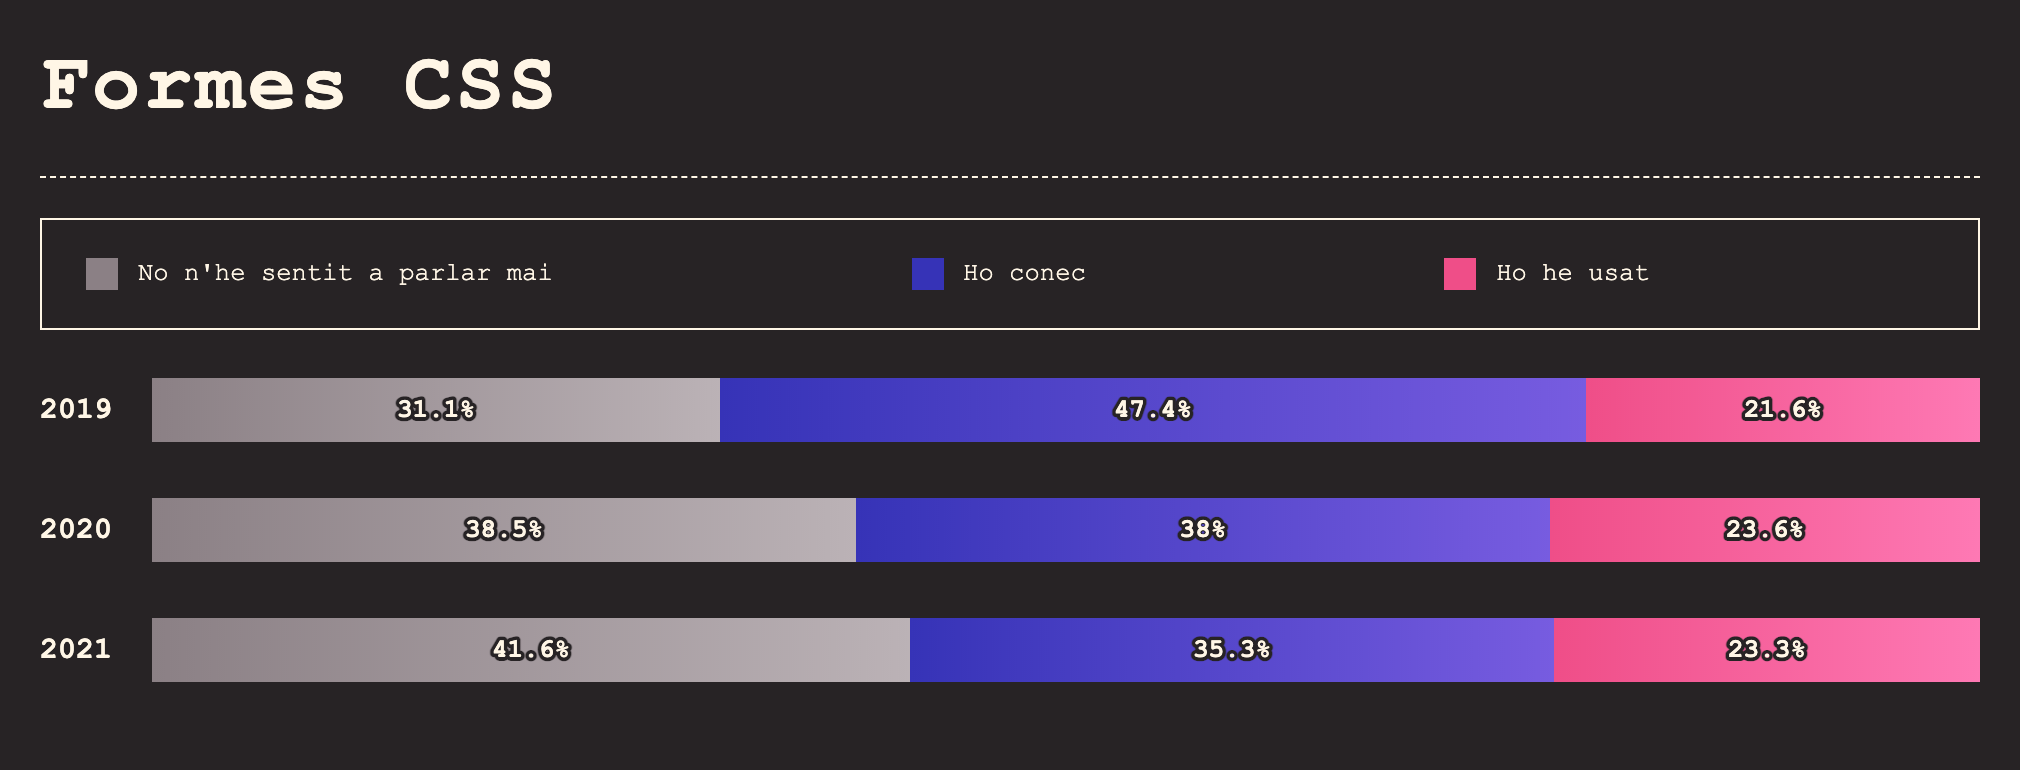 Formes CSS
No n'he sentit a parlar mai Ho conec Ho he usat
2019 31.1% 47.4% 21.6%
2020 38.5% 38% 23.6%
2021 41.6% 35.3% 23.3%